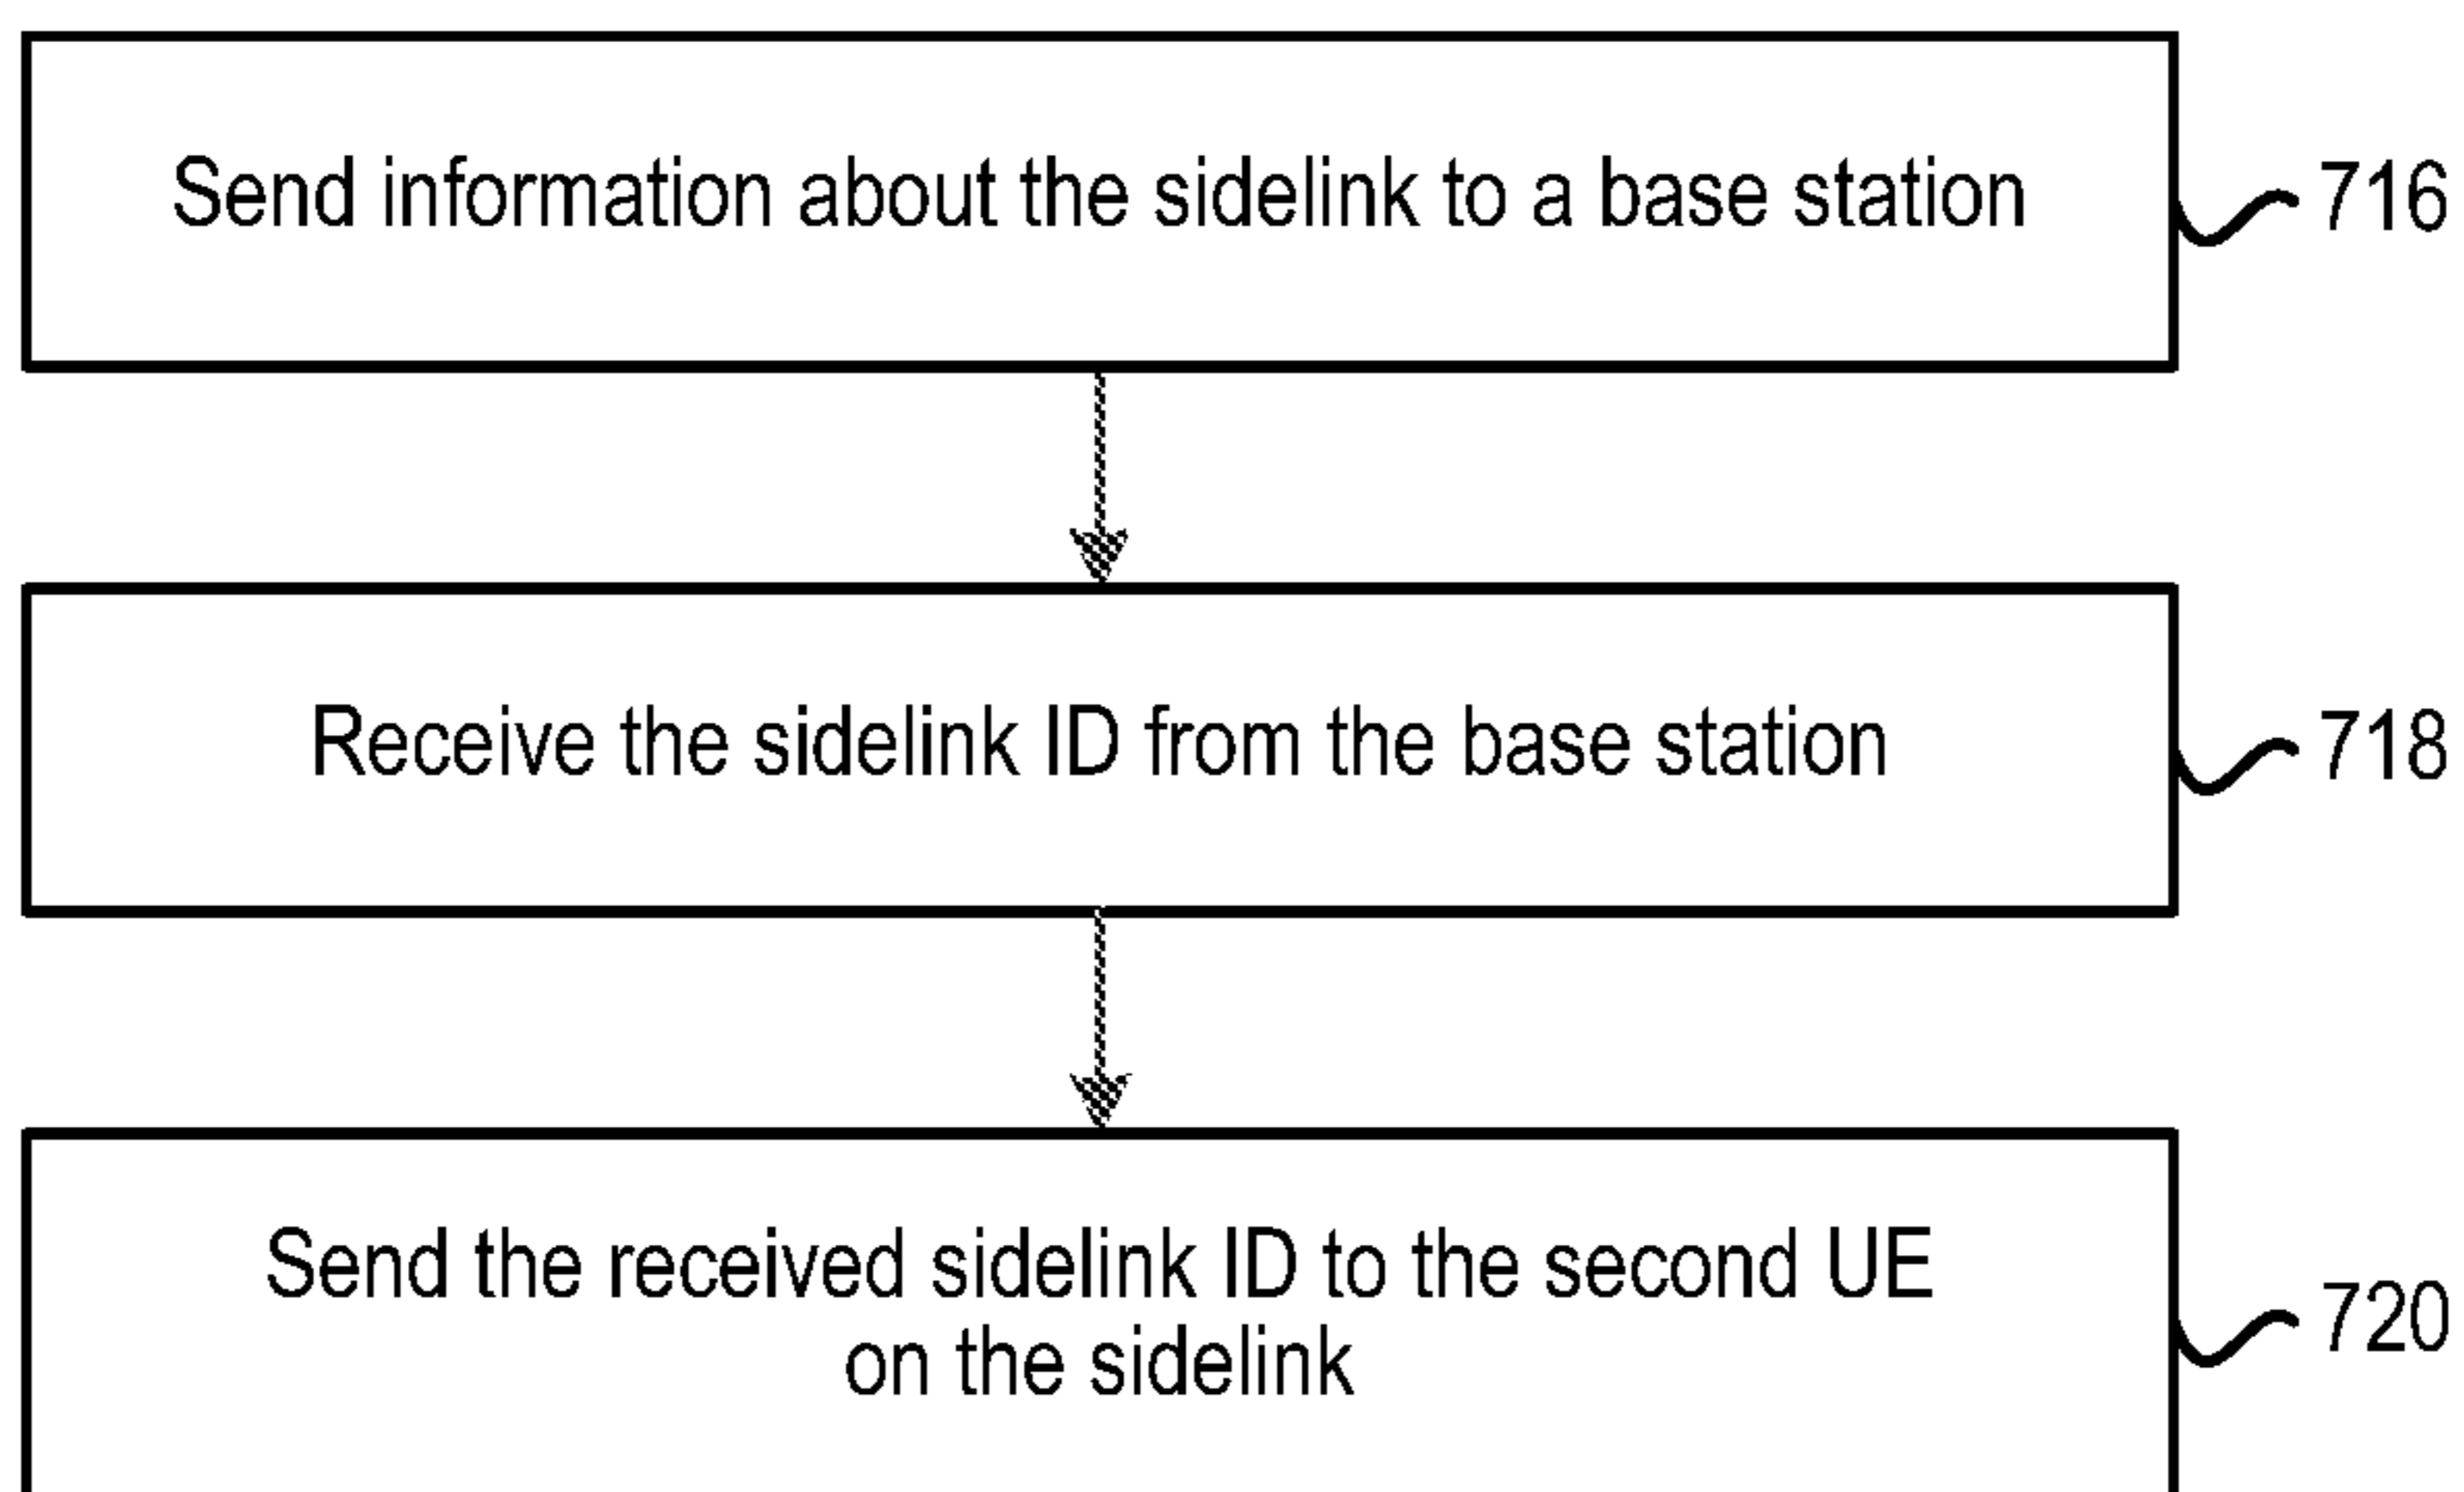 Send information about the sidelink to a base station
716
Receive the sidelink ID from the base station
718
Send the received sidelink ID to the second UE
on the sidelink
720